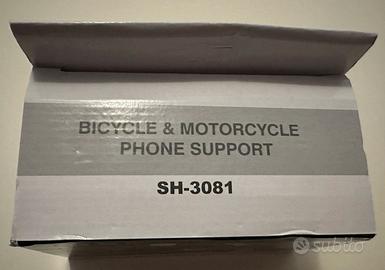 BICYCLE & MOTORCYCLE
PHONE SUPPORT
SH-3081
subito